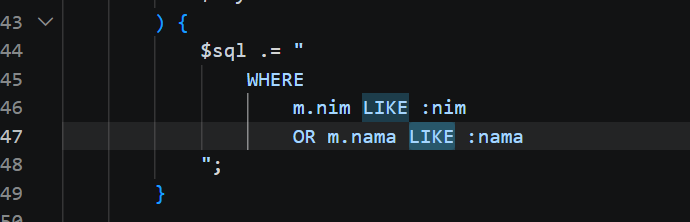 43 ) {
44 $sql .= "
45 WHERE
46 m.nim LIKE :nim
47 OR m.nama LIKE :nama
48 ";
49 }